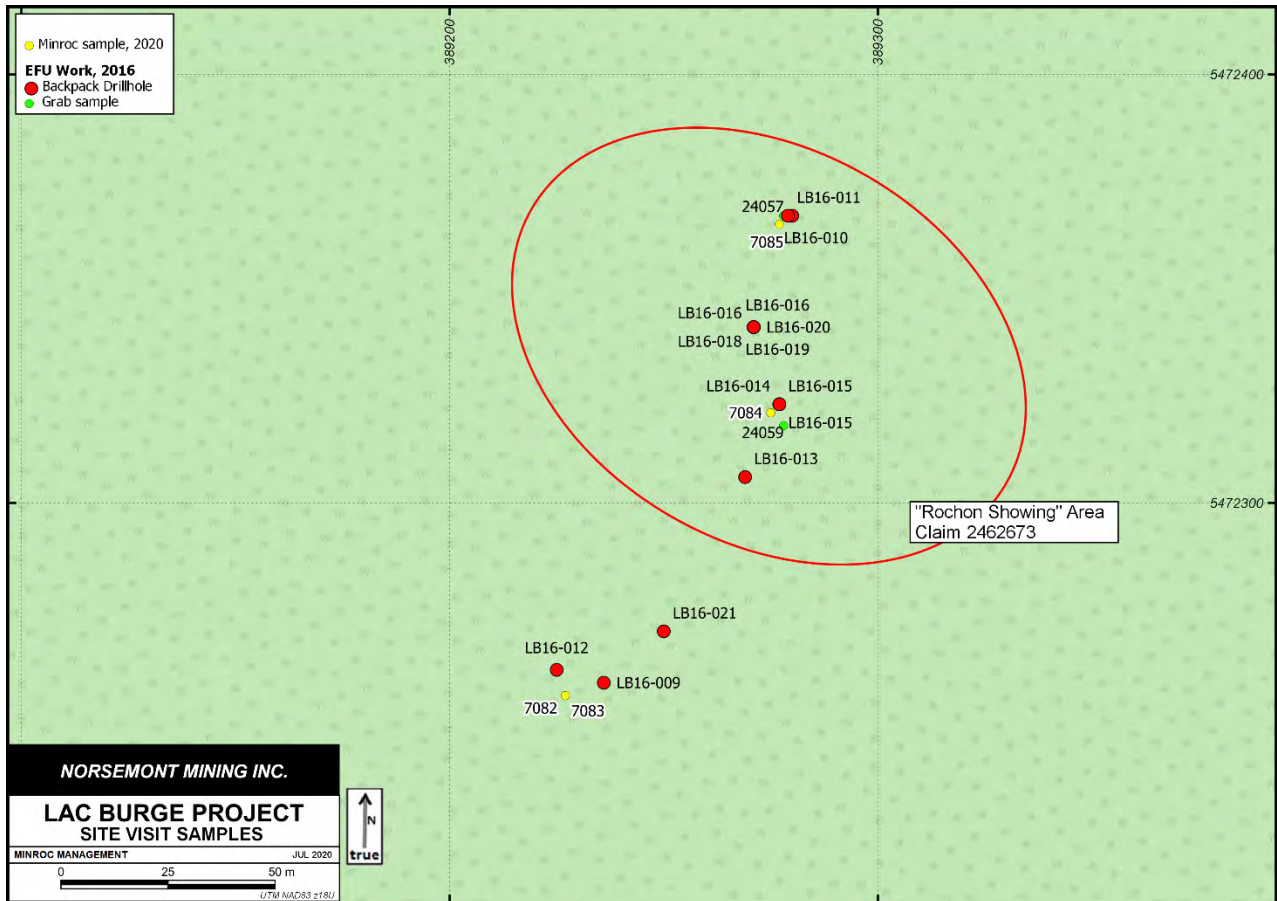 389200
389300
5472400
Minroc sample, 2020
EFU Work, 2016
Backpack Drillhole
Grab sample
LB16-011
24057
7085
LB16-010
LB16-016
LB16-016
LB16-020
LB16-018
LB16-019
LB16-014
LB16-015
7084
LB16-015
24059
LB16-013
5472300
"Rochon Showing" Area
Claim 2462673
LB16-021
LB16-012
LB16-009
7082
7083
NORSEMONT MINING INC.
LAC BURGE PROJECT
SITE VISIT SAMPLES
MINROC MANAGEMENT JUL 2020
0 25 50 m
UTM NAD83 z18U
N
true